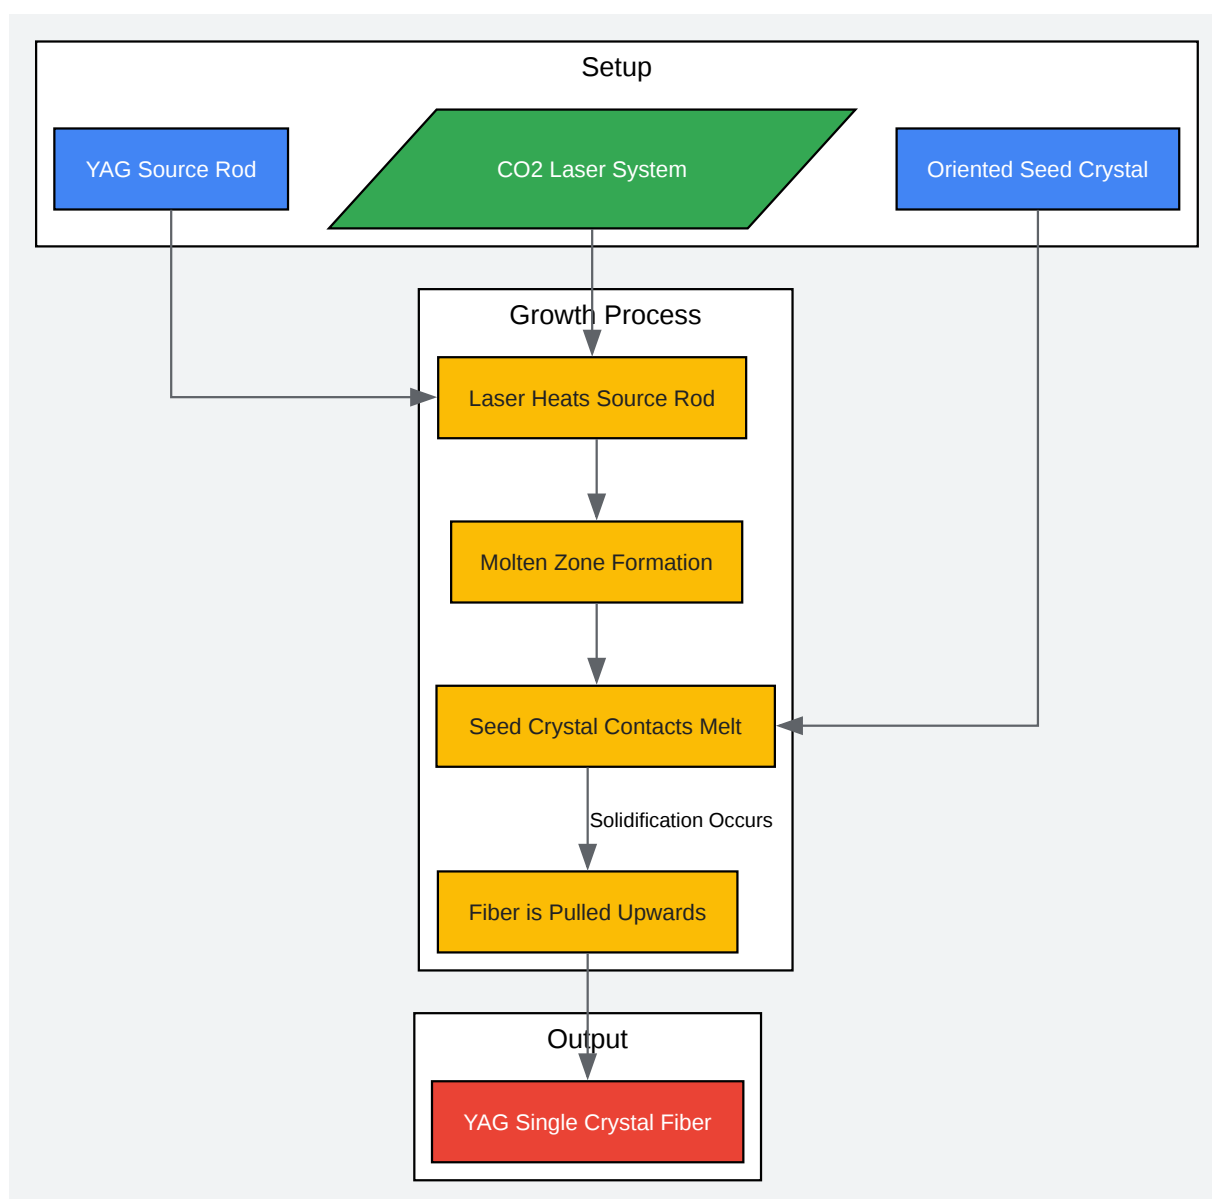 Setup
YAG Source Rod
CO2 Laser System
Oriented Seed Crystal
Growth Process
Laser Heats Source Rod
Molten Zone Formation
Seed Crystal Contacts Melt
Solidification Occurs
Fiber is Pulled Upwards
Output
YAG Single Crystal Fiber